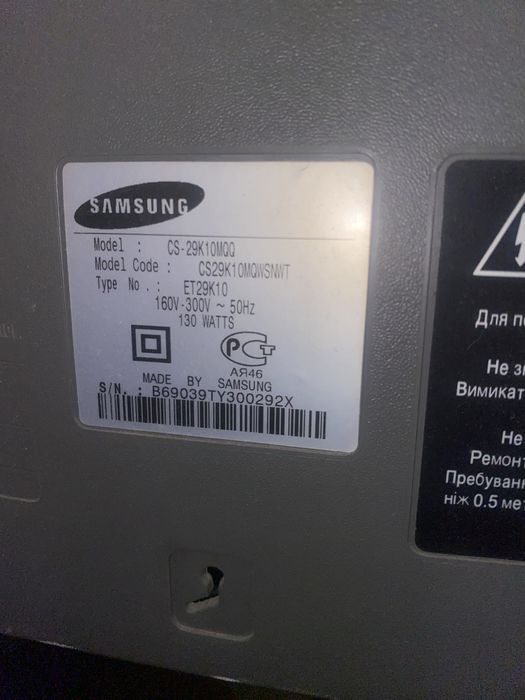 SAMSUNG
Model : CS-29K10MQQ
Model Code : CS29K10MQWSNWT
Type No . : ET29K10
160V-300V ~ 50Hz
130 WATTS
РСТ
АЯ46
MADE BY SAMSUNG
S/N. : B69039TY300292X
Для
Не
Вимикат
Не
Ремонт
Пребуванн
ніж 0.5 мет